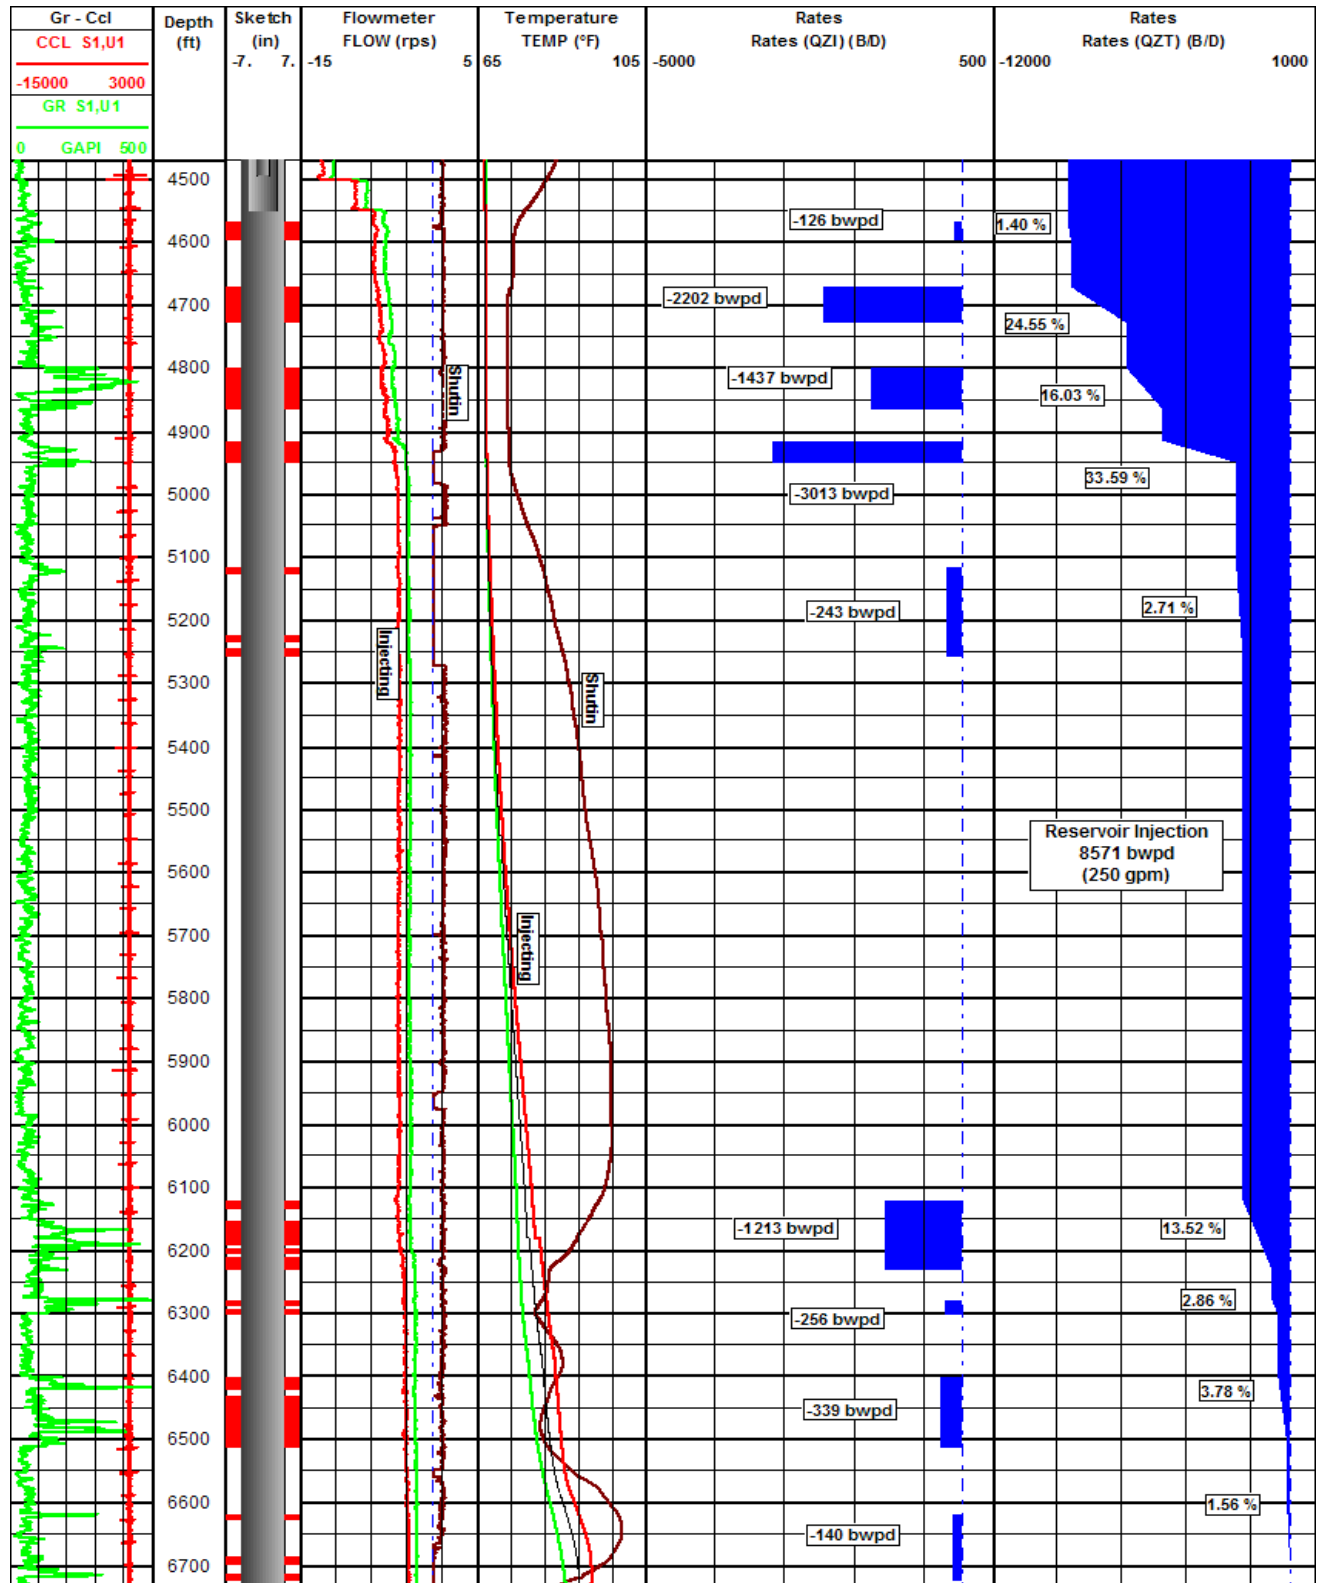 Gr - Ccl
CCL S1,U1
-15000 3000
GR S1,U1
0 GAPI 500
Depth
(ft)
Sketch
(in)
-7. 7.
Flowmeter
FLOW (rps)
-15 5
Temperature
TEMP (°F)
65 105
Rates
Rates (QZI) (B/D)
-5000 500
Rates
Rates (QZT) (B/D)
-12000 1000
4500
4600
4700
4800
4900
5000
5100
5200
5300
5400
5500
5600
5700
5800
5900
6000
6100
6200
6300
6400
6500
6600
6700
Shutin
Injecting
Shutin
Injecting
-126 bwpd
-2202 bwpd
-1437 bwpd
-3013 bwpd
-243 bwpd
-1213 bwpd
-256 bwpd
-339 bwpd
-140 bwpd
1.40 %
24.55 %
16.03 %
33.59 %
2.71 %
Reservoir Injection
8571 bwpd
(250 gpm)
13.52 %
2.86 %
3.78 %
1.56 %